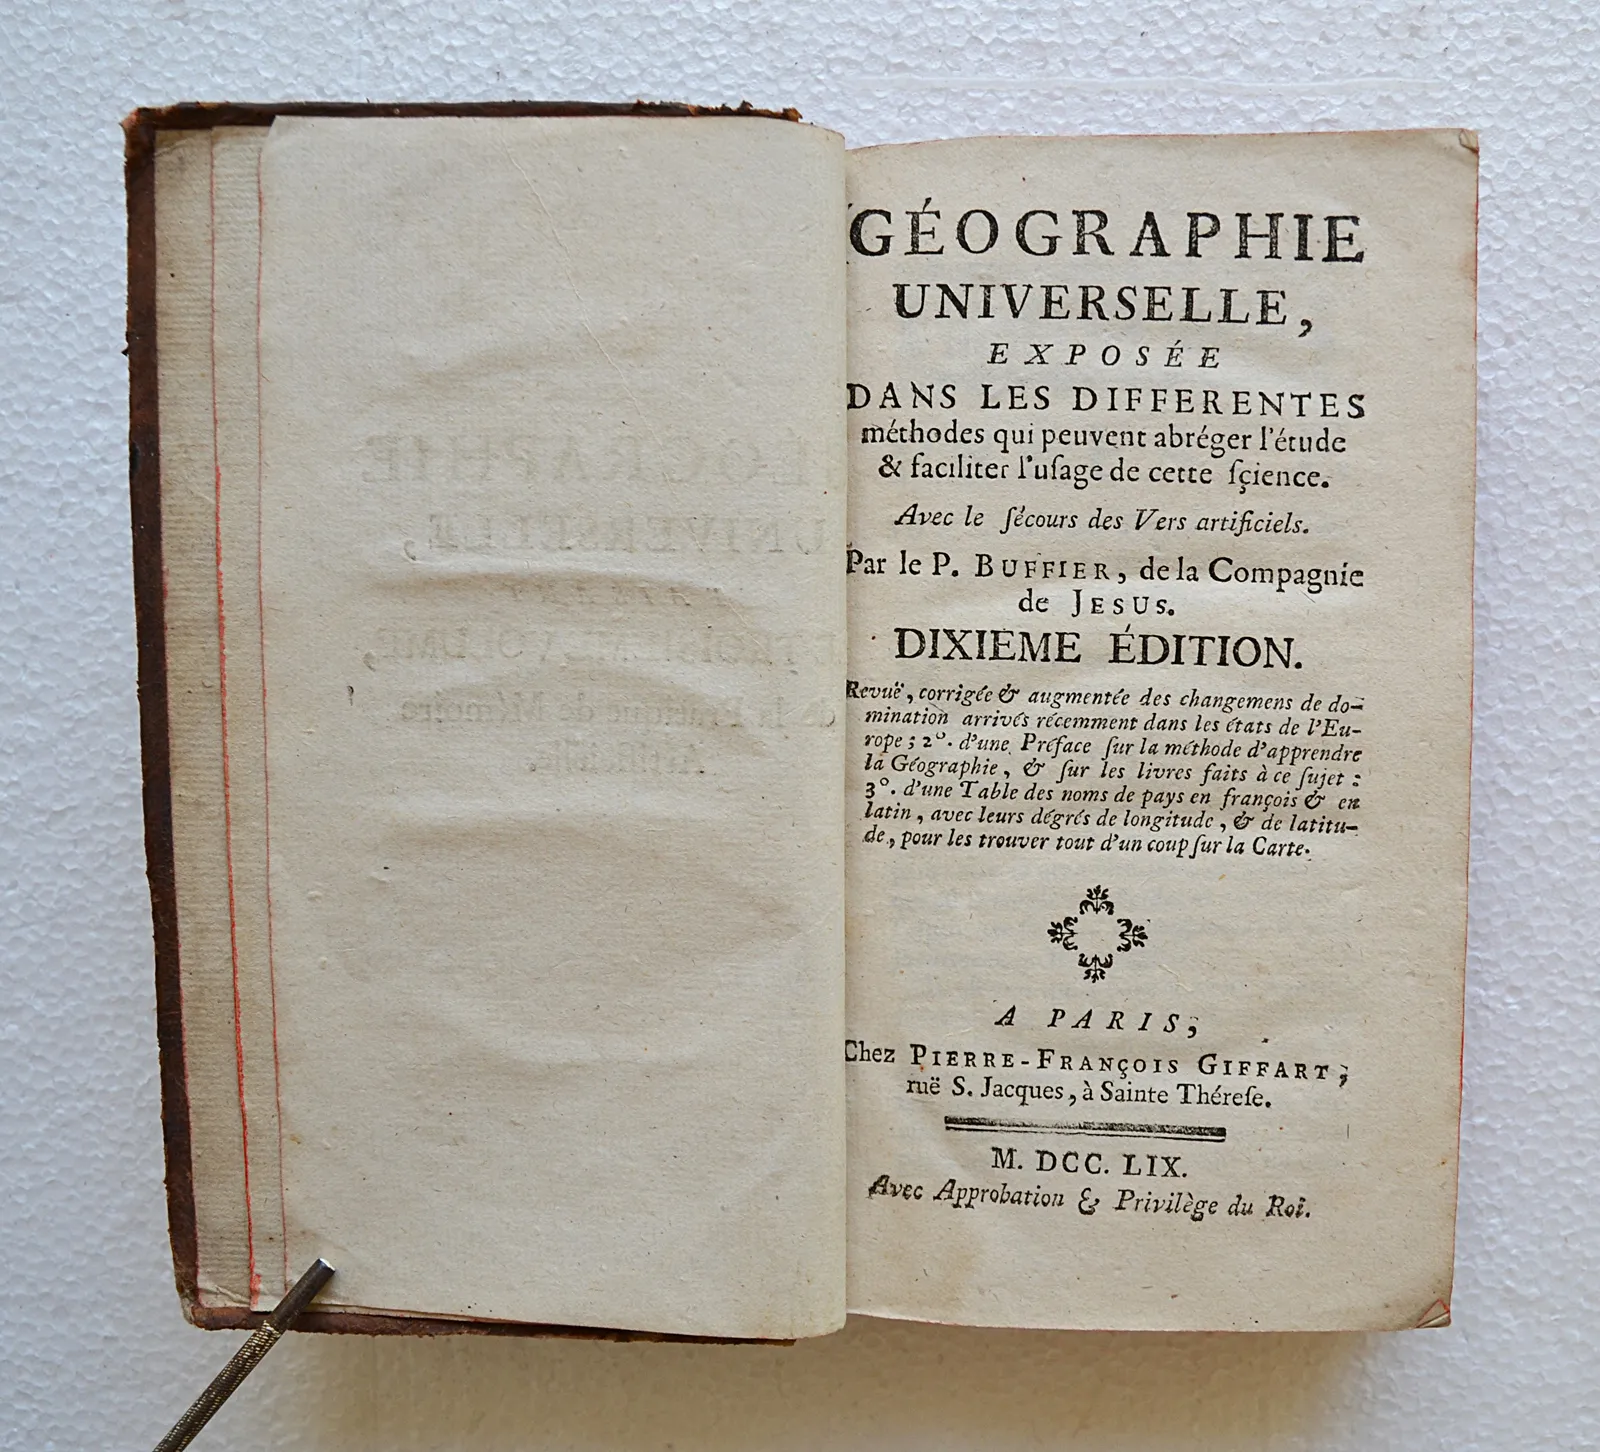 GÉOGRAPHIE
UNIVERSELLE,
EXPOSÉE
DANS LES DIFFERENTES
méthodes qui peuvent abréger l'étude
& faciliter l'uſage de cette ſçience.
Avec le ſécours des Vers artificiels.
Par le P. BUFFIER, de la Compagnie
de JESUS.
DIXIEME ÉDITION.
Revuë, corrigée & augmentée des changemens de do-
mination arrivés récemment dans les états de l'Eu-
rope; 2°. d'une Préface ſur la méthode d'apprendre
la Géographie, & ſur les livres faits à ce ſujet:
3°. d'une Table des noms de pays en françois & en
latin, avec leurs dégrés de longitude, & de latitu-
de, pour les trouver tout d'un coup ſur la Carte.
A PARIS,
Chez PIERRE-FRANÇOIS GIFFART,
ruë S. Jacques, à Sainte Théreſe.
M. DCC. LIX.
Avec Approbation & Privilège du Roi.